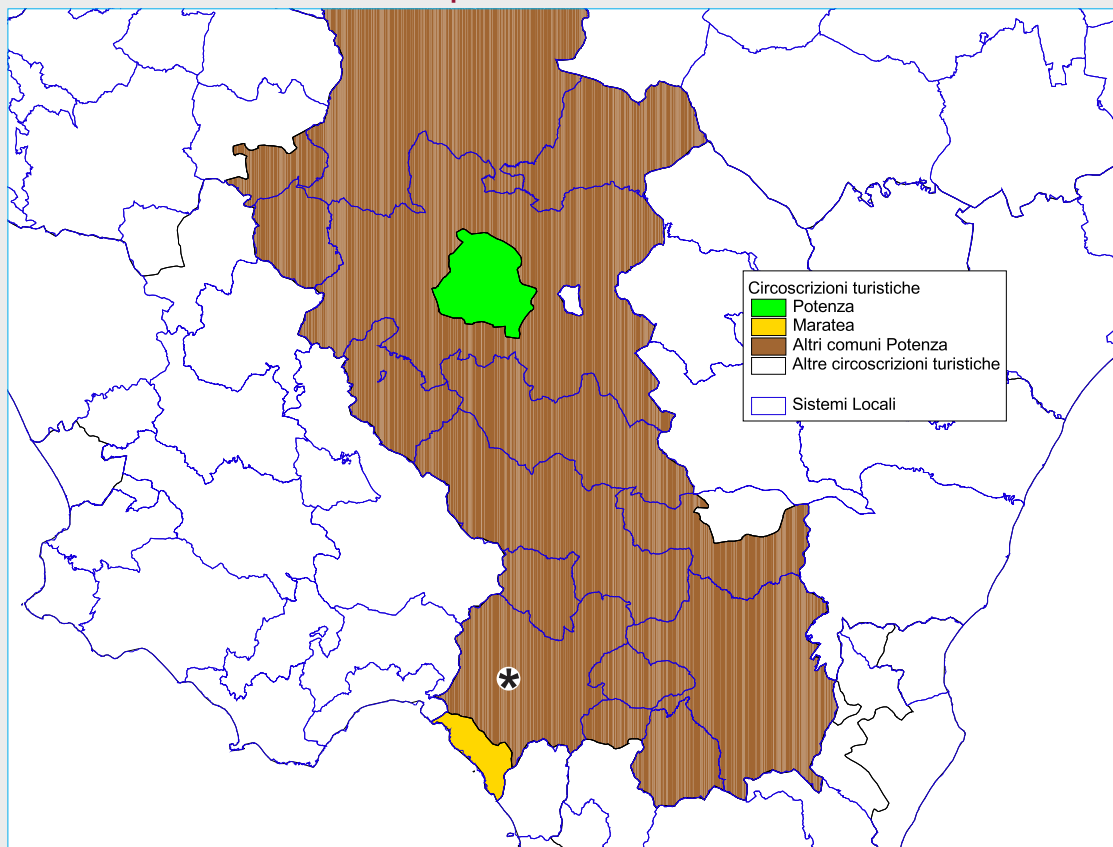 Circoscrizioni turistiche
Potenza
Maratea
Altri comuni Potenza
Altre circoscrizioni turistiche
Sistemi Locali
*